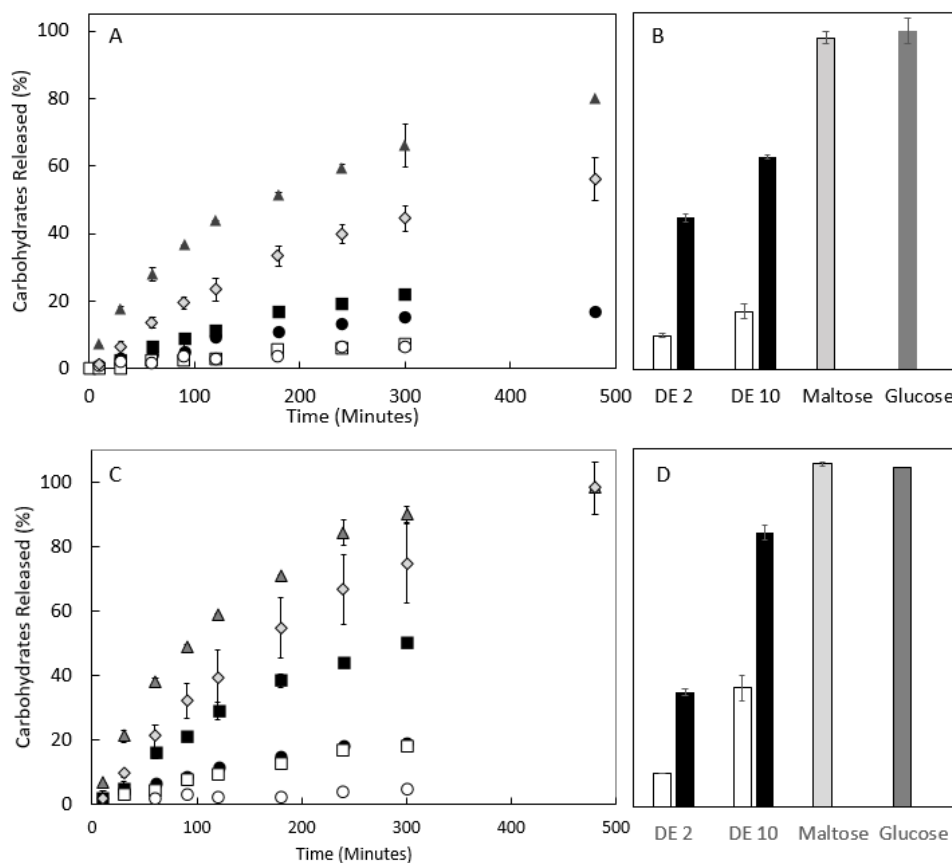 A
B
Carbohydrates Released (%)
100
80
60
40
20
0
0 100 200 300 400 500
Time (Minutes)
DE 2 DE 10 Maltose Glucose
C
D
Carbohydrates Released (%)
100
80
60
40
20
0
0 100 200 300 400 500
Time (Minutes)
DE 2 DE 10 Maltose Glucose